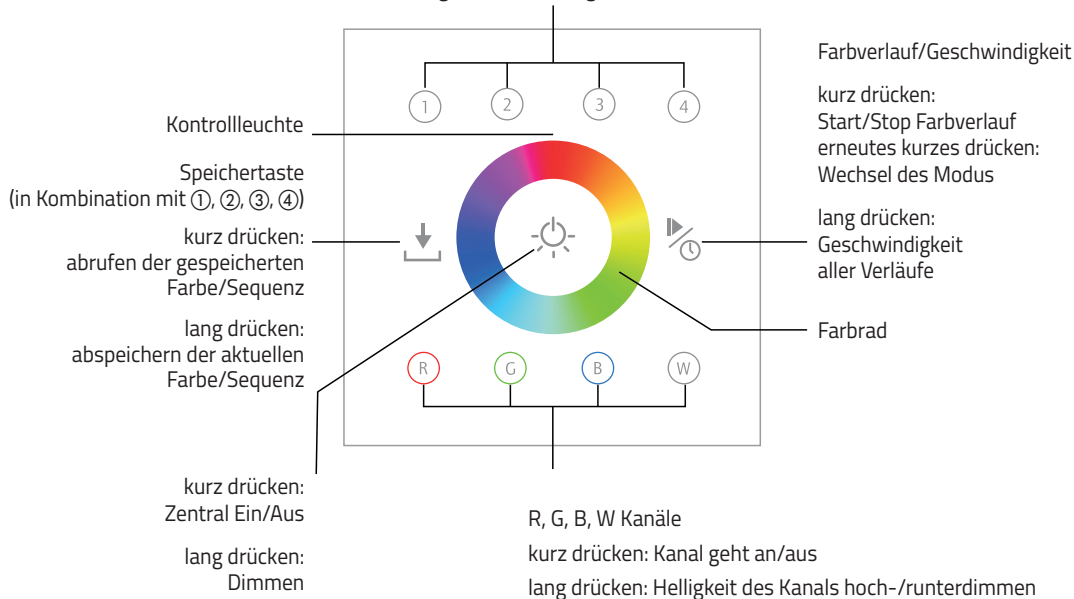 1 2 3 4
Kontrollleuchte
Speichertaste
(in Kombination mit ①, ②, ③, ④)
kurz drücken:
abrufen der gespeicherten
Farbe/Sequenz
lang drücken:
abspeichern der aktuellen
Farbe/Sequenz
Farbverlauf/Geschwindigkeit
kurz drücken:
Start/Stop Farbverlauf
erneutes kurzes drücken:
Wechsel des Modus
lang drücken:
Geschwindigkeit
aller Verläufe
Farbrad
R G B W
kurz drücken:
Zentral Ein/Aus
lang drücken:
Dimmen
R, G, B, W Kanäle
kurz drücken: Kanal geht an/aus
lang drücken: Helligkeit des Kanals hoch-/runterdimmen